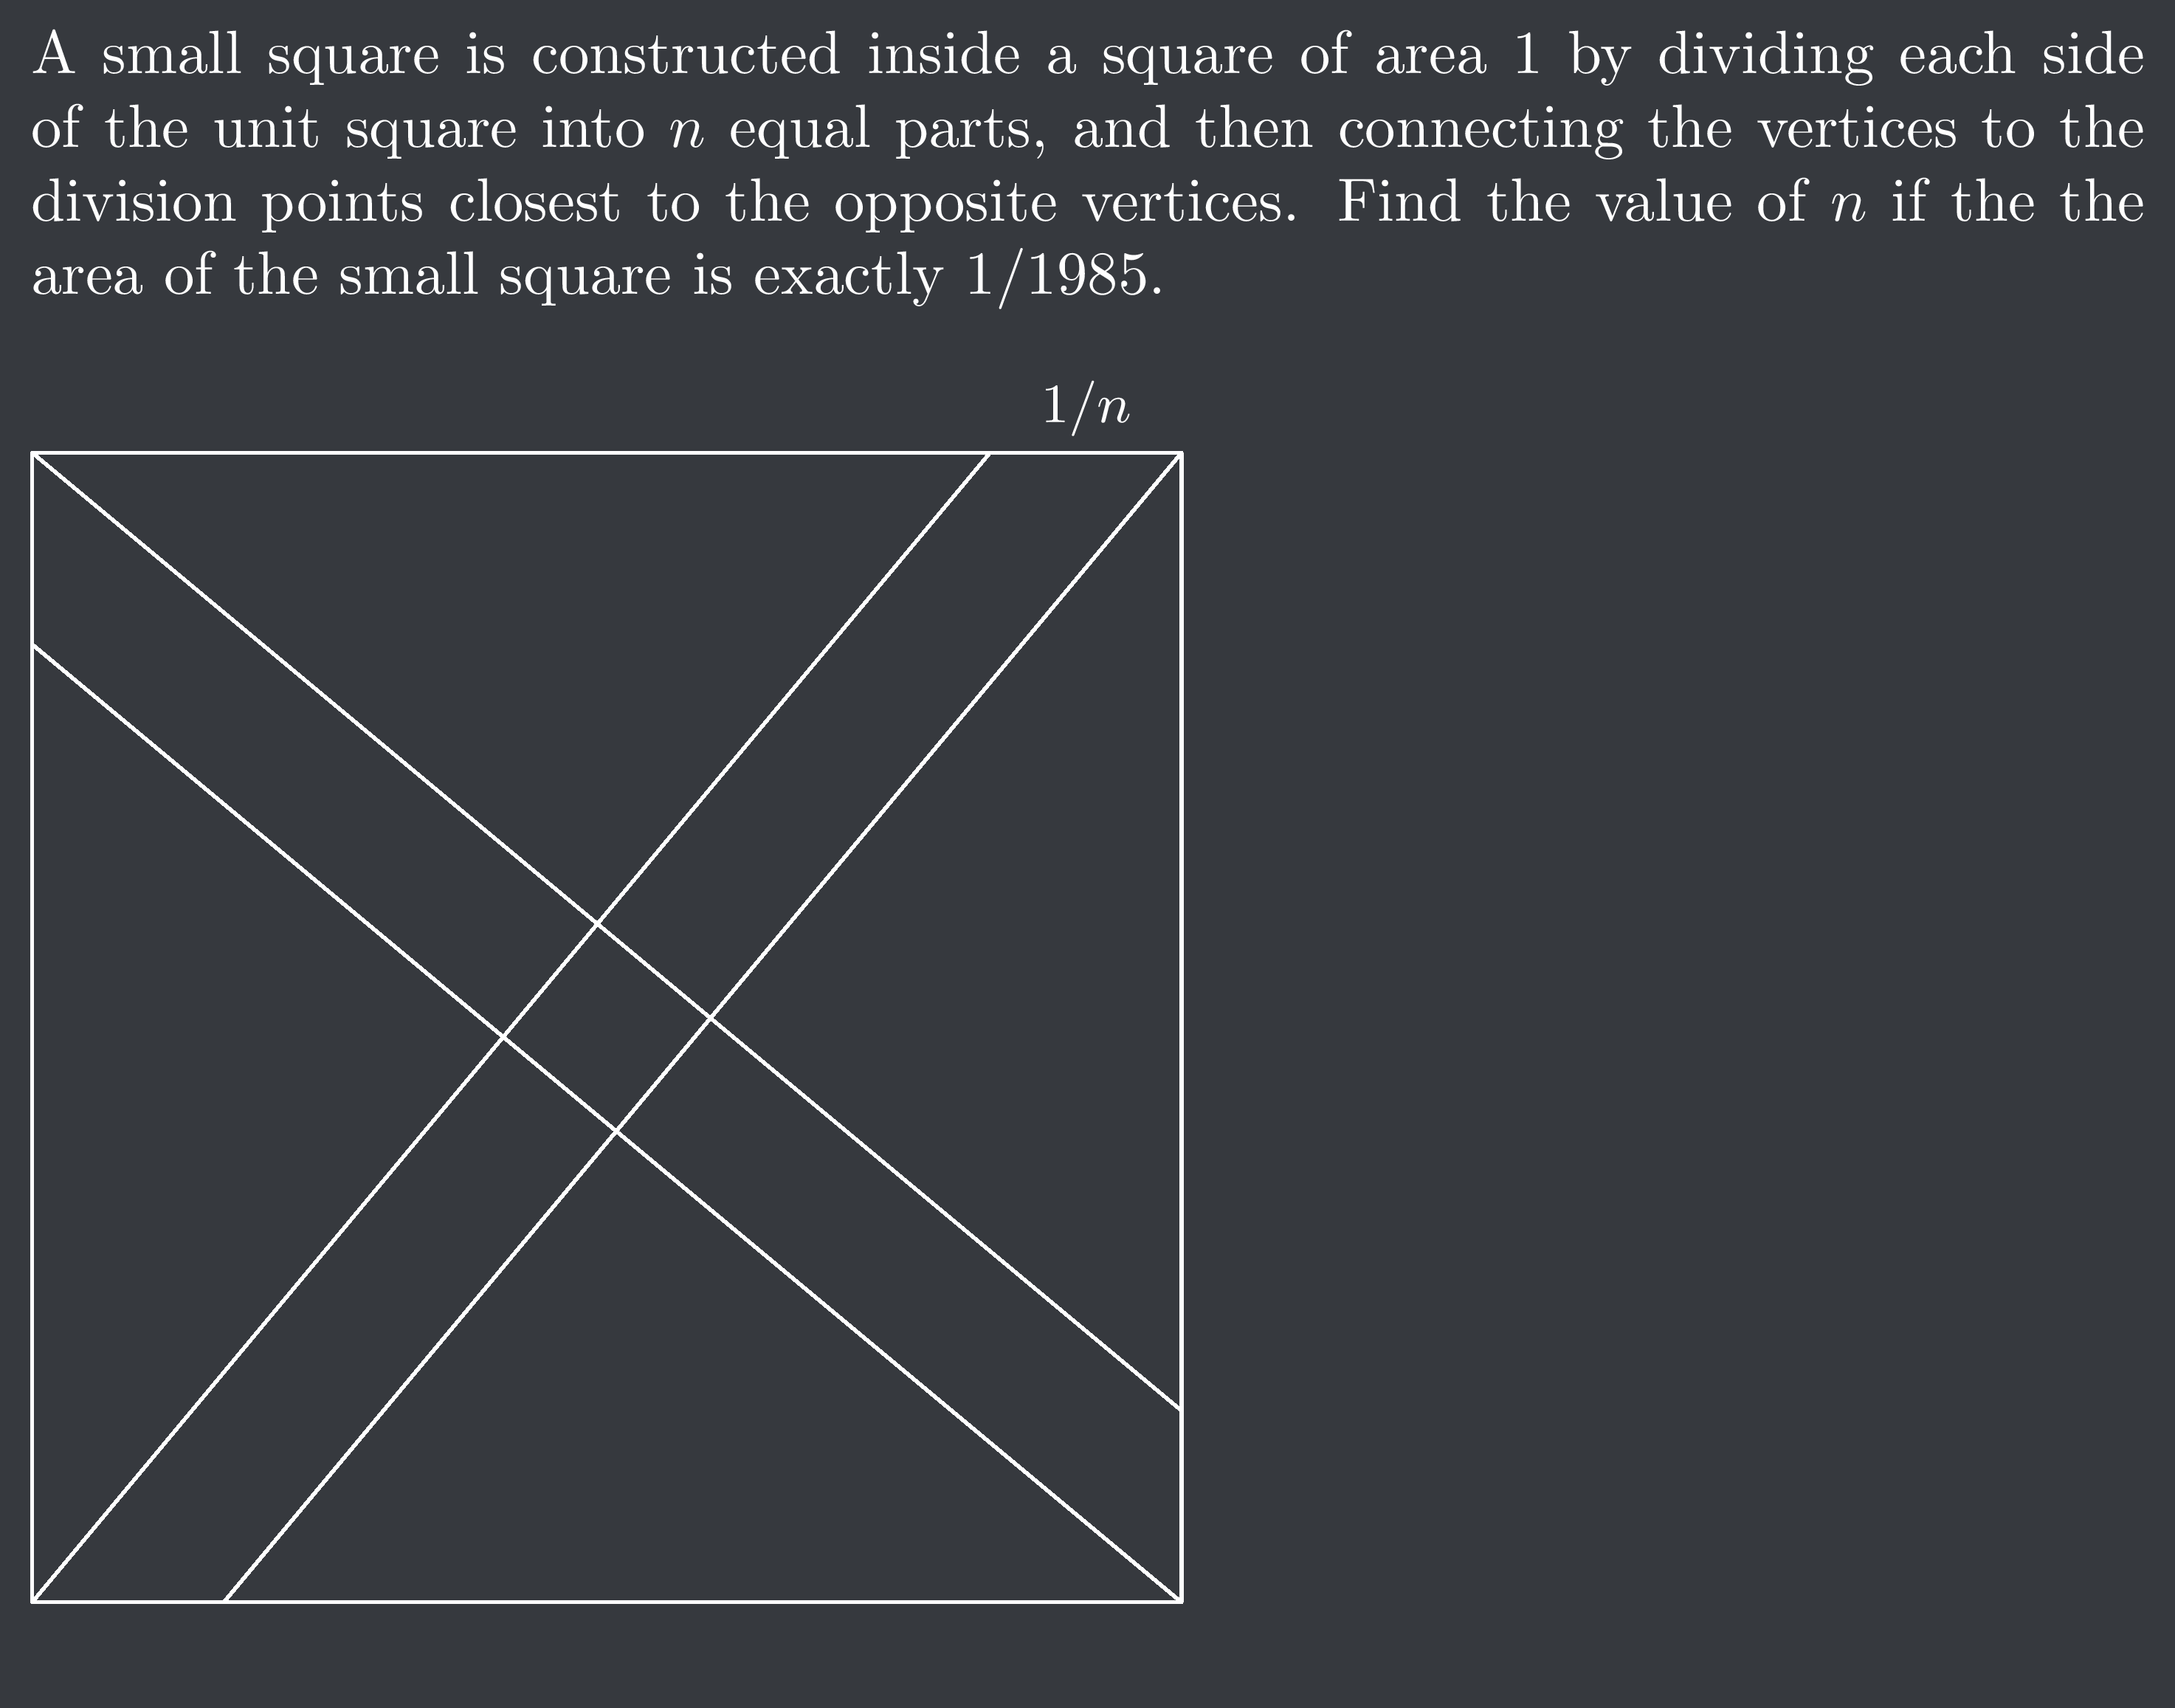 A small square is constructed inside a square of area 1 by dividing each side
of the unit square into n equal parts, and then connecting the vertices to the
division points closest to the opposite vertices. Find the value of n if the the
area of the small square is exactly 1/1985.
1/n